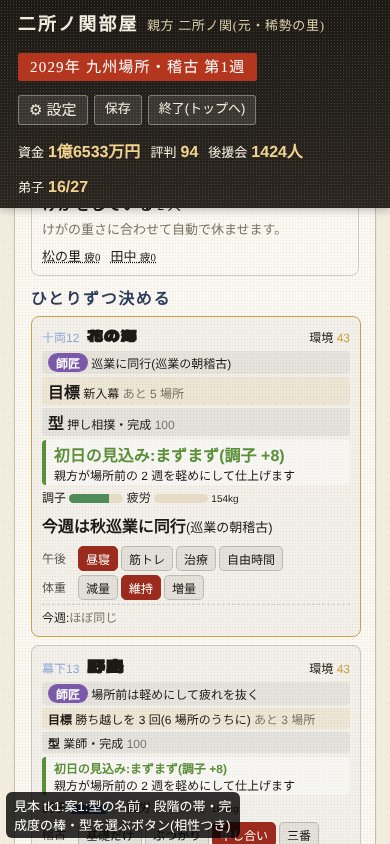 二所ノ関部屋 親方 二所ノ関(元・稀勢の里)
2029年 九州場所・稽古 第1週
⚙ 設定 保存 終了(トップへ)
資金 1億6533万円 評判 94 後援会 1424人
弟子 16/27
けがの重さに合わせて自動で休ませます。
松の里 疲0 田中 疲0
ひとりずつ決める
十両12 花の海 環境 43
師匠 巡業に同行(巡業の朝稽古)
目標 新入幕 あと 5 場所
型 押し相撲・完成 100
初日の見込み:まずまず(調子 +8)
親方が場所前の 2 週を軽めにして仕上げます
調子 疲労 154kg
今週は秋巡業に同行(巡業の朝稽古)
午後 昼寝 筋トレ 治療 自由時間
体重 減量 維持 増量
今週:ほぼ同じ
幕下13 環境 43
師匠 場所前は軽めにして疲れを抜く
目標 勝ち越しを 3 回(6 場所のうちに) あと 3 場所
型 業師・完成 100
初日の見込み:まずまず(調子 +8)
親方が場所前の 2 週を軽めにして仕上げます
見本 tk1:案1:型の名前・段階の帯・完
成度の棒・型を選ぶボタン(相性つき)
申し合い 三番